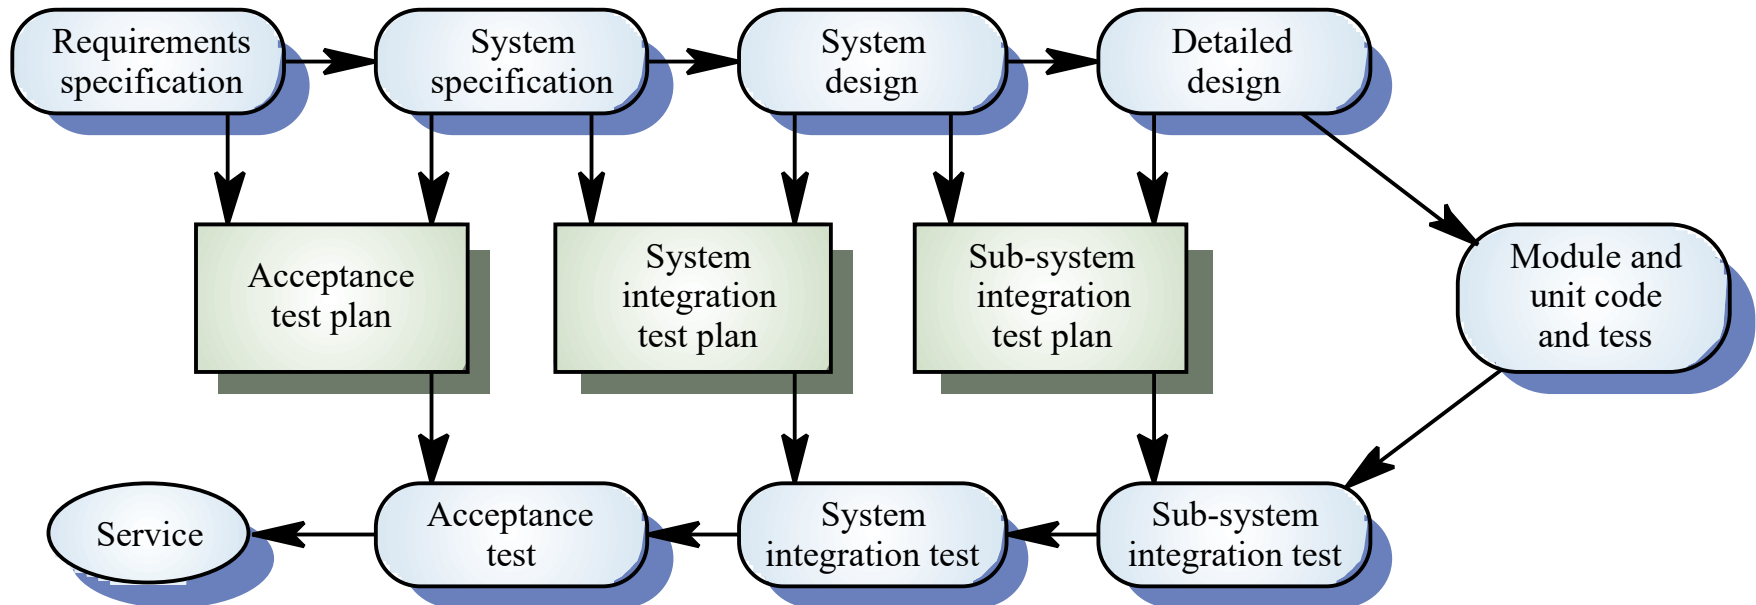 Requirements
specification
System
specification
System
design
Detailed
design
Acceptance
test plan
System
integration
test plan
Sub-system
integration
test plan
Module and
unit code
and tess
Service
Acceptance
test
System
integration test
Sub-system
integration test